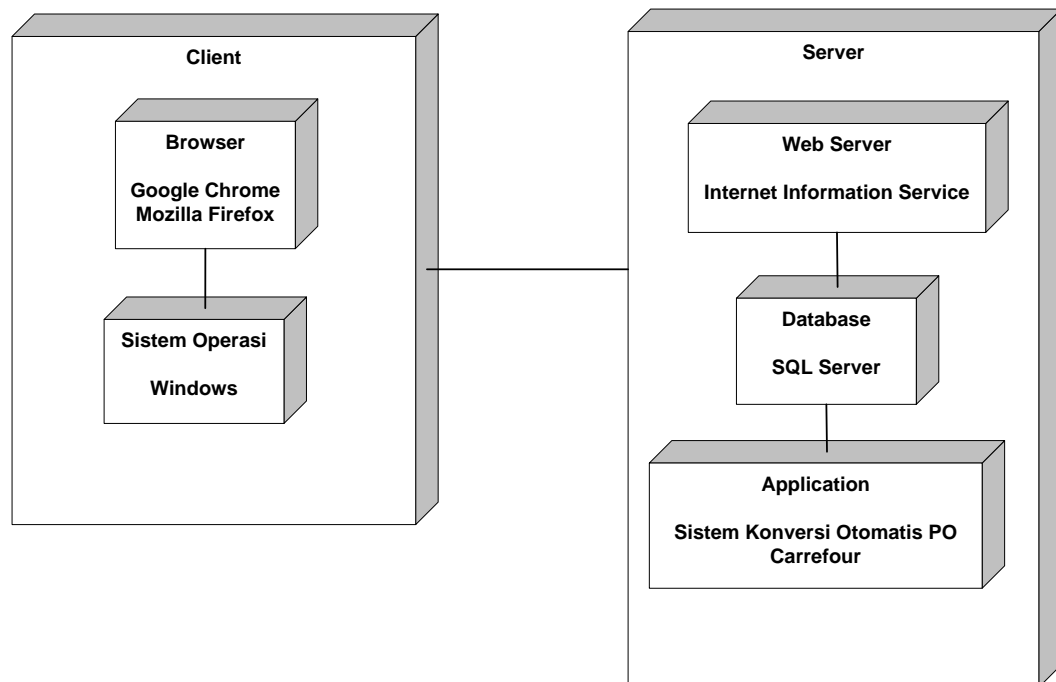 Client
Browser
Google Chrome
Mozilla Firefox
Sistem Operasi
Windows
Server
Web Server
Internet Information Service
Database
SQL Server
Application
Sistem Konversi Otomatis PO
Carrefour